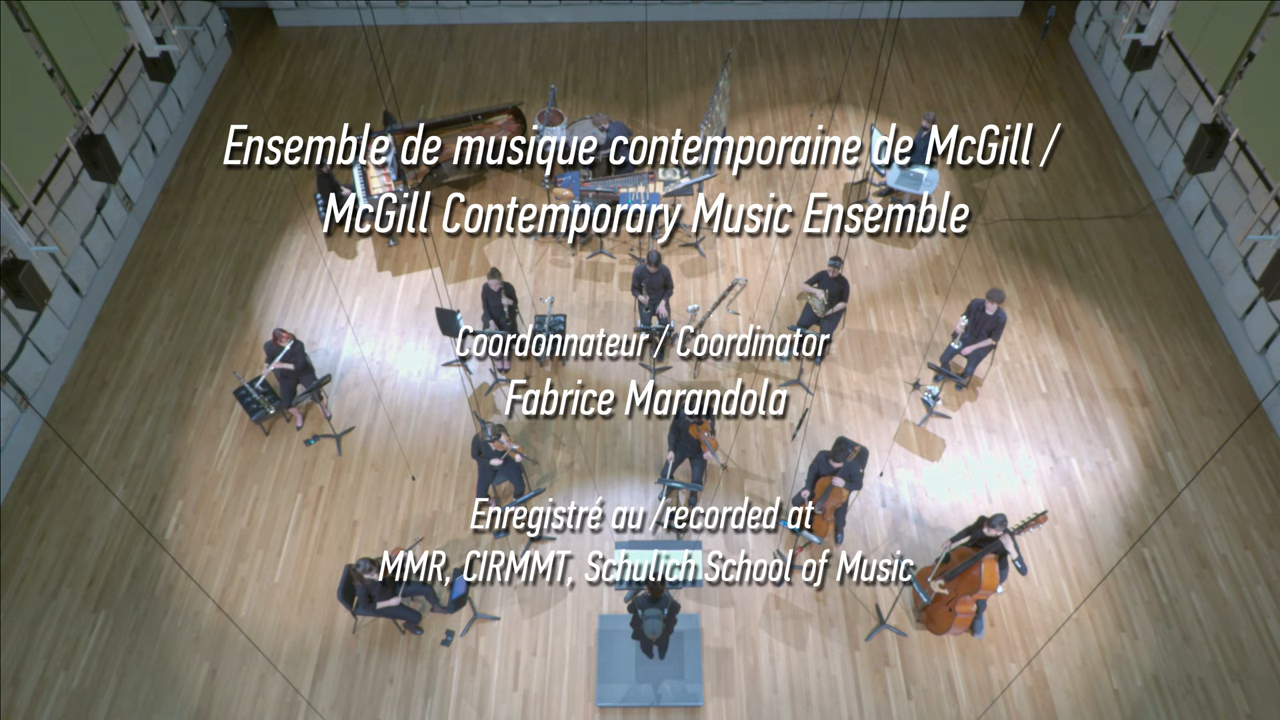 Ensemble de musique contemporaine de McGill /
McGill Contemporary Music Ensemble
Coordonnateur / Coordinator
Fabrice Marandola
Enregistré au /recorded at
MMR, CIRMMT, Schulich School of Music